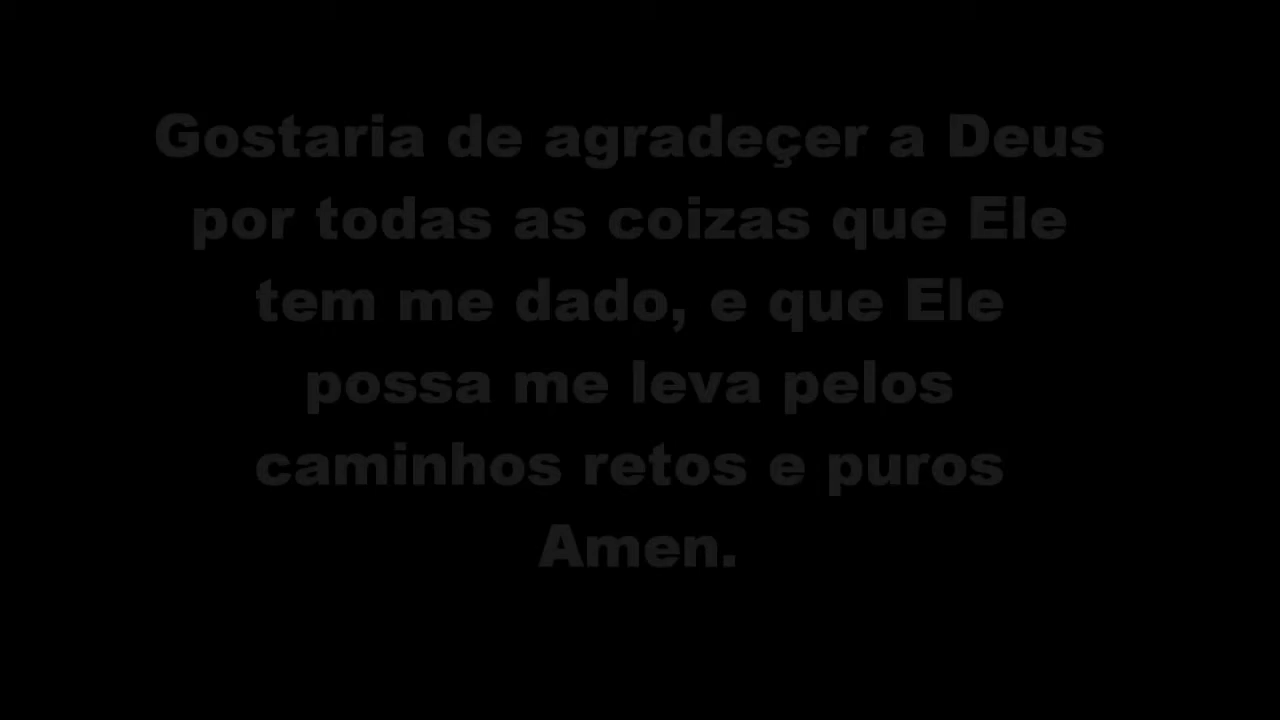 Gostaria de agradeçer a Deus
por todas as coizas que Ele
tem me dado, e que Ele
possa me leva pelos
caminhos retos e puros
Amen.